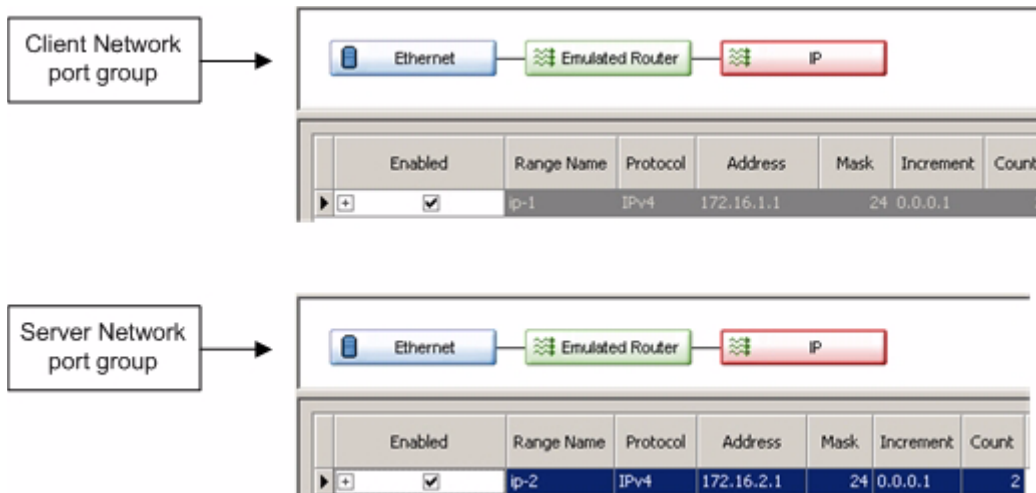 Client Network
port group
Ethernet Emulated Router IP
Enabled Range Name Protocol Address Mask Increment Count
ip-1 IPv4 172.16.1.1 24 0.0.0.1
Server Network
port group
Ethernet Emulated Router IP
Enabled Range Name Protocol Address Mask Increment Count
ip-2 IPv4 172.16.2.1 24 0.0.0.1 2